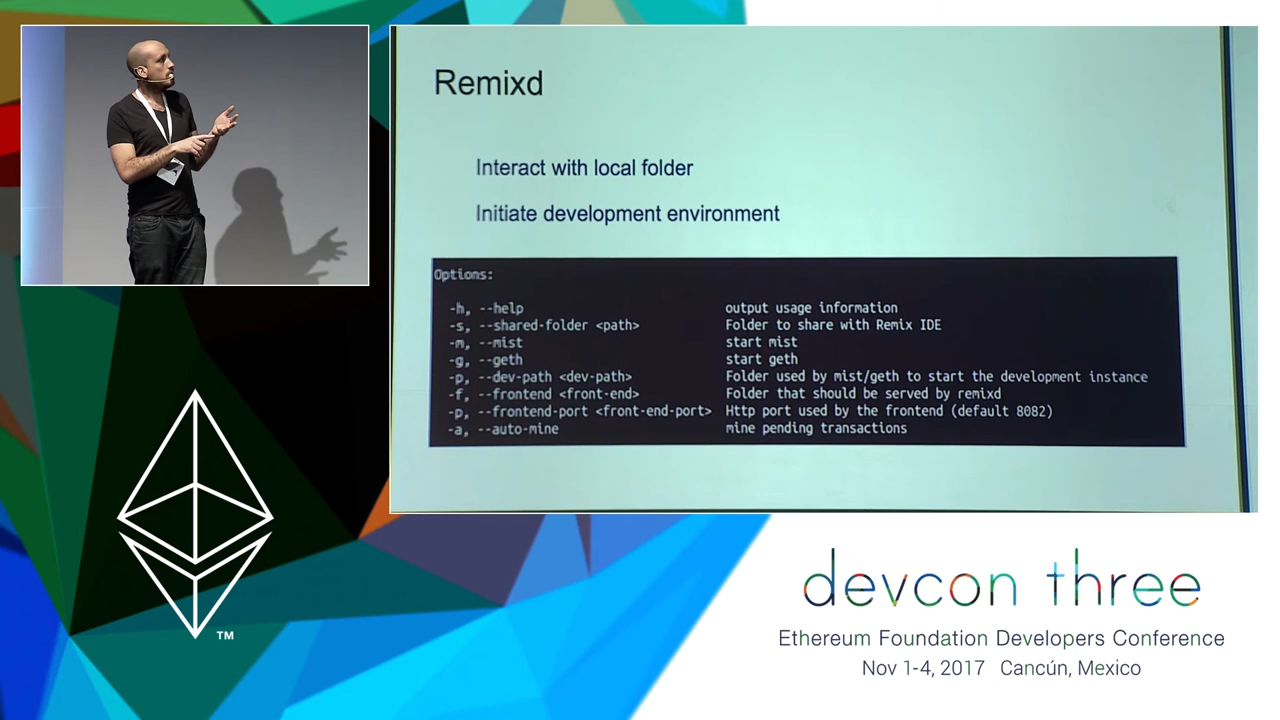 Remixd
Interact with local folder
Initiate development environment
Options:
-h, --help output usage information
-s, --shared-folder <path> Folder to share with Remix IDE
-m, --mist start mist
-g, --geth start geth
-p, --dev-path <dev-path> Folder used by mist/geth to start the development instance
-f, --frontend <front-end> Folder that should be served by remixd
-p, --frontend-port <front-end-port> Http port used by the frontend (default 8082)
-a, --auto-mine mine pending transactions
TM
devcon three
Ethereum Foundation Developers Conference
Nov 1-4, 2017 Cancún, Mexico